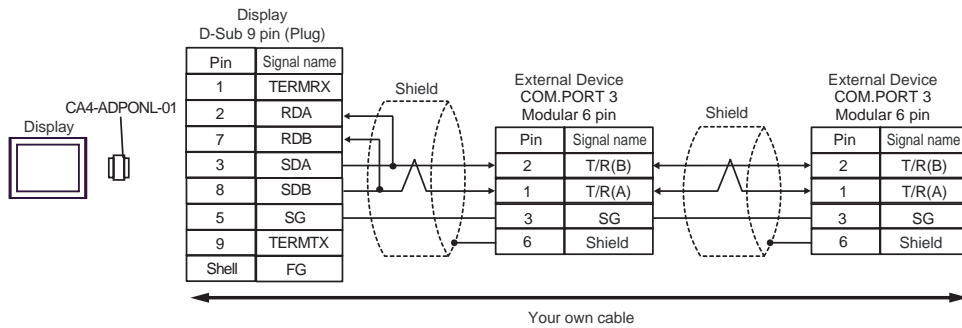 Display
D-Sub 9 pin (Plug)
Pin Signal name
1 TERMRX
2 RDA
7 RDB
3 SDA
8 SDB
5 SG
9 TERMTX
Shell FG
CA4-ADPONL-01
Display
Shield
External Device
COM.PORT 3
Modular 6 pin
Pin Signal name
2 T/R(B)
1 T/R(A)
3 SG
6 Shield
Shield
External Device
COM.PORT 3
Modular 6 pin
Pin Signal name
2 T/R(B)
1 T/R(A)
3 SG
6 Shield
Your own cable